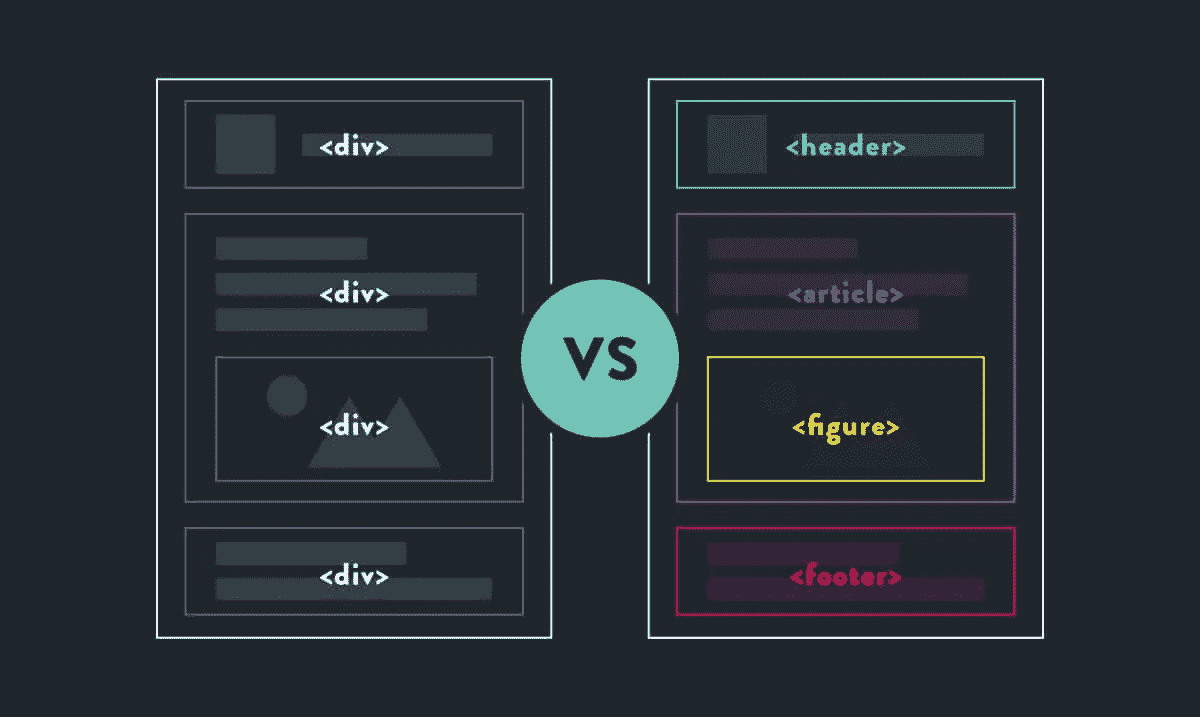 <div>
<div>
<div>
<div>
VS
<header>
<article>
<figure>
<footer>